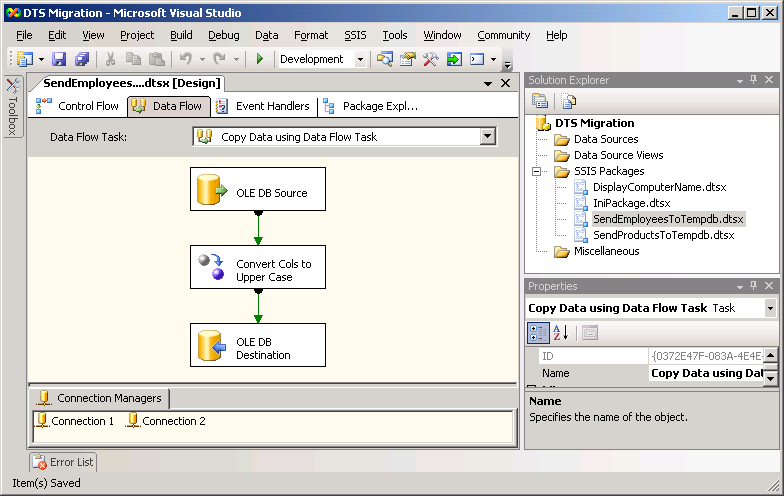 DTS Migration - Microsoft Visual Studio
File Edit View Project Build Debug Data Format SSIS Tools Window Community Help
Development
Toolbox
SendEmployees....dtsx [Design]
Control Flow Data Flow Event Handlers Package Expl...
Data Flow Task: Copy Data using Data Flow Task
OLE DB Source
Convert Cols to
Upper Case
OLE DB
Destination
Connection Managers
Connection 1 Connection 2
Error List
Item(s) Saved
Solution Explorer
DTS Migration
Data Sources
Data Source Views
SSIS Packages
DisplayComputerName.dtsx
IniPackage.dtsx
SendEmployeesToTempdb.dtsx
SendProductsToTempdb.dtsx
Miscellaneous
Properties
Copy Data using Data Flow Task Task
ID {0372E47F-083A-4E4E-
Name Copy Data using Dat
Name
Specifies the name of the object.